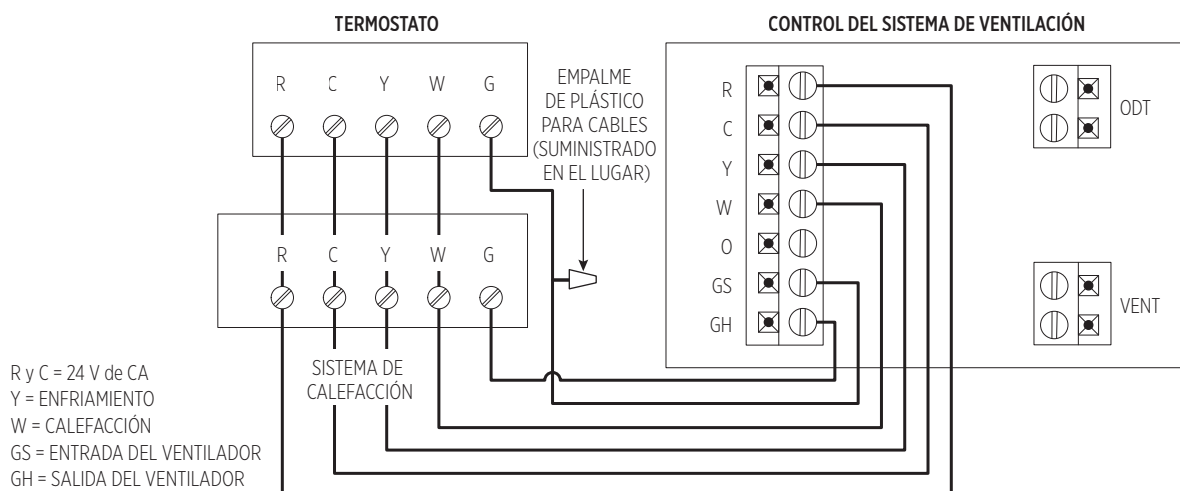 TERMOSTATO
R C Y W G
EMPALME
DE PLÁSTICO
PARA CABLES
(SUMINISTRADO
EN EL LUGAR)
R C Y W G
SISTEMA DE
CALEFACCIÓN
CONTROL DEL SISTEMA DE VENTILACIÓN
R
C
Y
W
O
GS
GH
ODT
VENT
R y C = 24 V de CA
Y = ENFRIAMIENTO
W = CALEFACCIÓN
GS = ENTRADA DEL VENTILADOR
GH = SALIDA DEL VENTILADOR